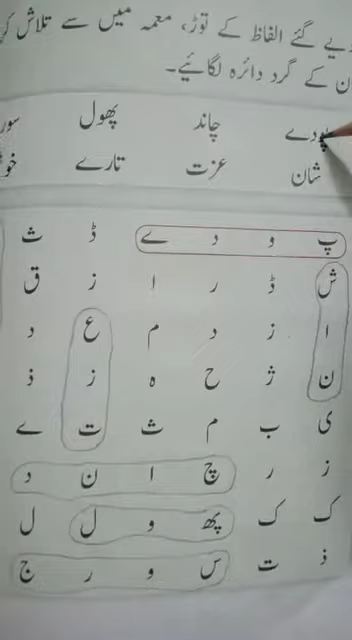 دیے گئے الفاظ کے توڑ، معمہ میں سے تلاش
کے گرد دائرہ لگائیے۔
پودے چاند پھول
شان عزت تارے
پ و د ے ڈ ث
ش ڈ ر ا ز ق
ا ز د م ع د
ن ژ ح ہ ز ذ
ی ب م ث ت ے
ز ر چ ا ن د
ک ک پھ و ل ل
ذ ت س و ر ج